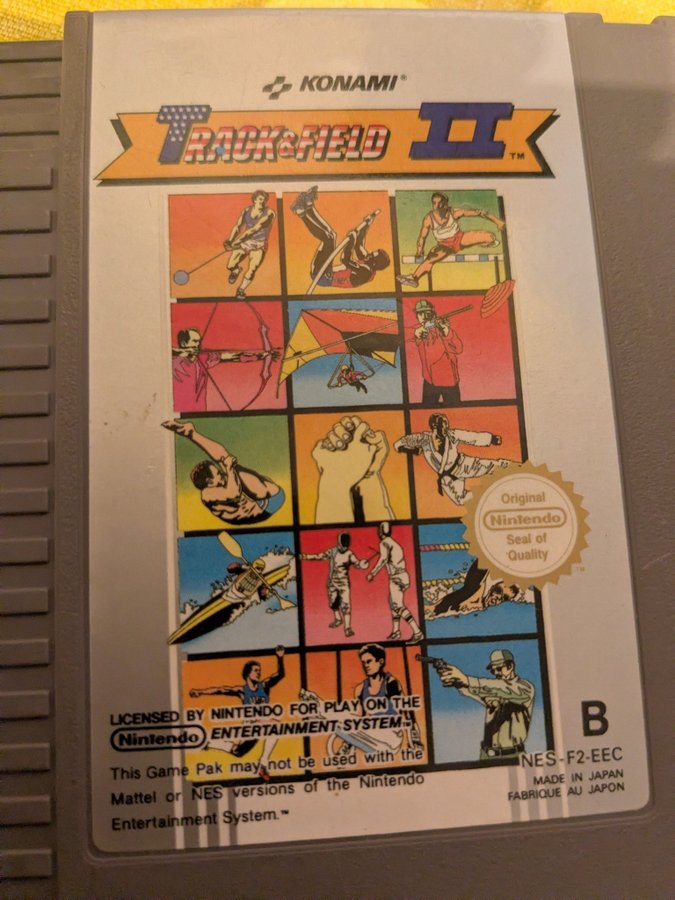 KONAMI®
TRACK & FIELD II ™
Original
Nintendo
Seal of
Quality
TM
LICENSED BY NINTENDO FOR PLAY ON THE
Nintendo ENTERTAINMENT SYSTEM™
This Game Pak may not be used with the
Mattel or NES versions of the Nintendo
Entertainment System.™
B
NES-F2-EEC
MADE IN JAPAN
FABRIQUE AU JAPON